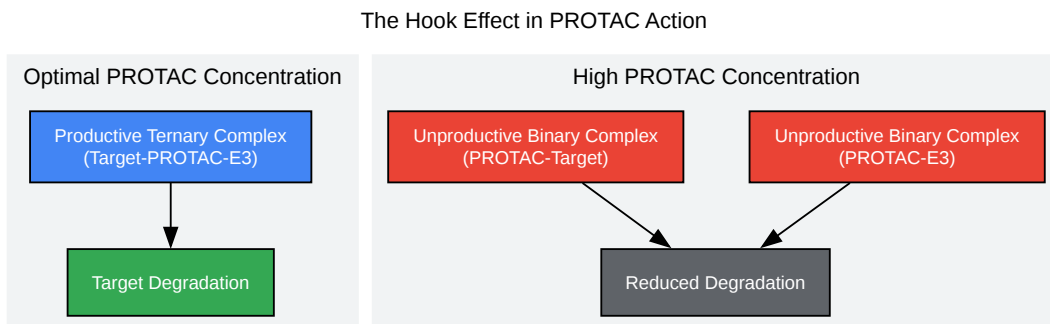 The Hook Effect in PROTAC Action
Optimal PROTAC Concentration
Productive Ternary Complex
(Target-PROTAC-E3)
Target Degradation
High PROTAC Concentration
Unproductive Binary Complex
(PROTAC-Target)
Unproductive Binary Complex
(PROTAC-E3)
Reduced Degradation